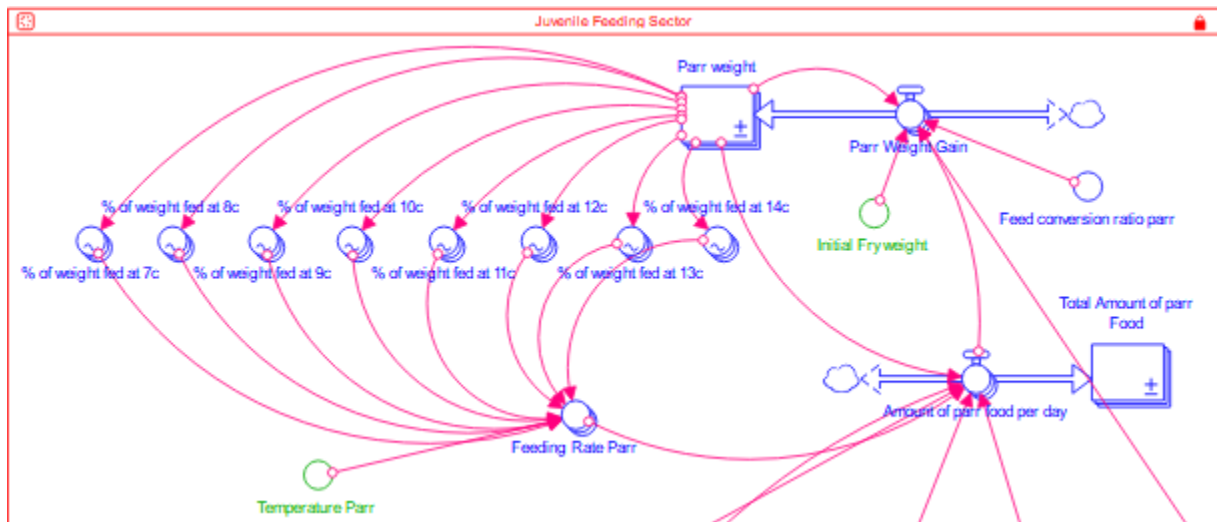 Juvenile Feeding Sector
Parr weight
Parr Weight Gain
Feed conversion ratio parr
Initial Fry weight
% of weight fed at 8c
% of weight fed at 10c
% of weight fed at 12c
% of weight fed at 14c
% of weight fed at 7c
% of weight fed at 9c
% of weight fed at 11c
% of weight fed at 13c
Total Amount of parr
Food
Amount of parr food per day
Feeding Rate Parr
Temperature Parr